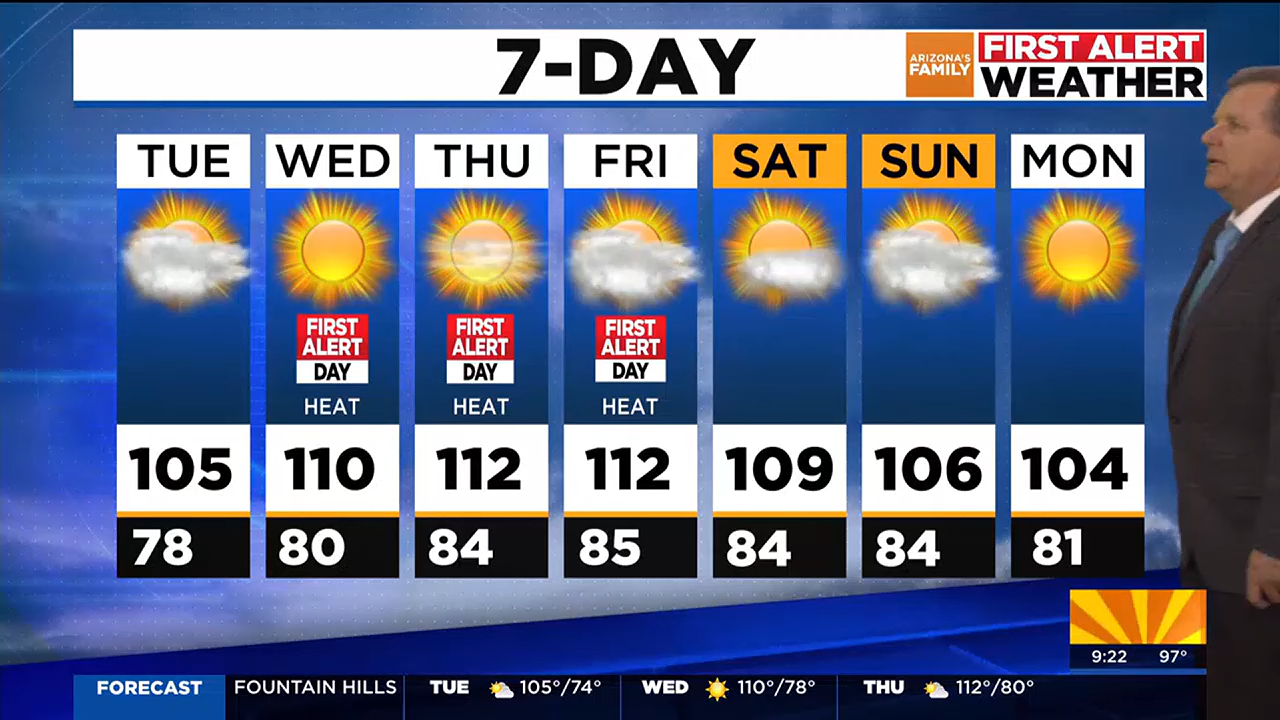 7-DAY
ARIZONA'S
FAMILY
FIRST ALERT
WEATHER
TUE WED THU FRI SAT SUN MON
FIRST ALERT DAY
HEAT
FIRST ALERT DAY
HEAT
FIRST ALERT DAY
HEAT
105 110 112 112 109 106 104
78 80 84 85 84 84 81
9:22 97°
FORECAST FOUNTAIN HILLS TUE 105°/74° WED 110°/78° THU 112°/80°